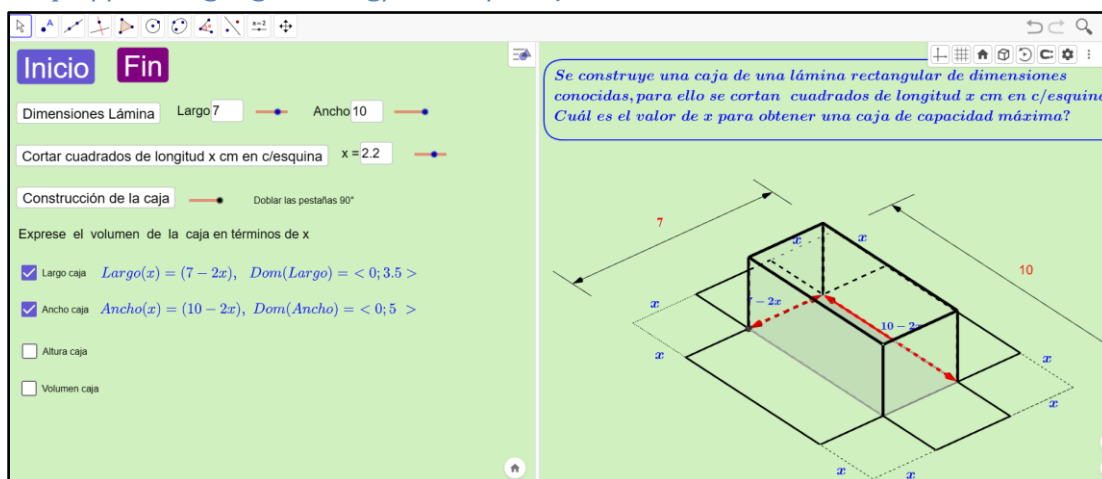 a=2
Inicio Fin
Dimensiones Lámina Largo 7 Ancho 10
Cortar cuadrados de longitud x cm en c/esquina x = 2.2
Construcción de la caja Doblar las pestañas 90°
Exprese el volumen de la caja en términos de x
Largo caja Largo(x) = (7 − 2x), Dom(Largo) = < 0; 3.5 >
Ancho caja Ancho(x) = (10 − 2x), Dom(Ancho) = < 0; 5 >
Altura caja
Volumen caja
Se construye una caja de una lámina rectangular de dimensiones
conocidas, para ello se cortan cuadrados de longitud x cm en c/esquina
Cuál es el valor de x para obtener una caja de capacidad máxima?
7
x
x
10
x
7 − 2x
10 − 2x
x
x
x
x
x